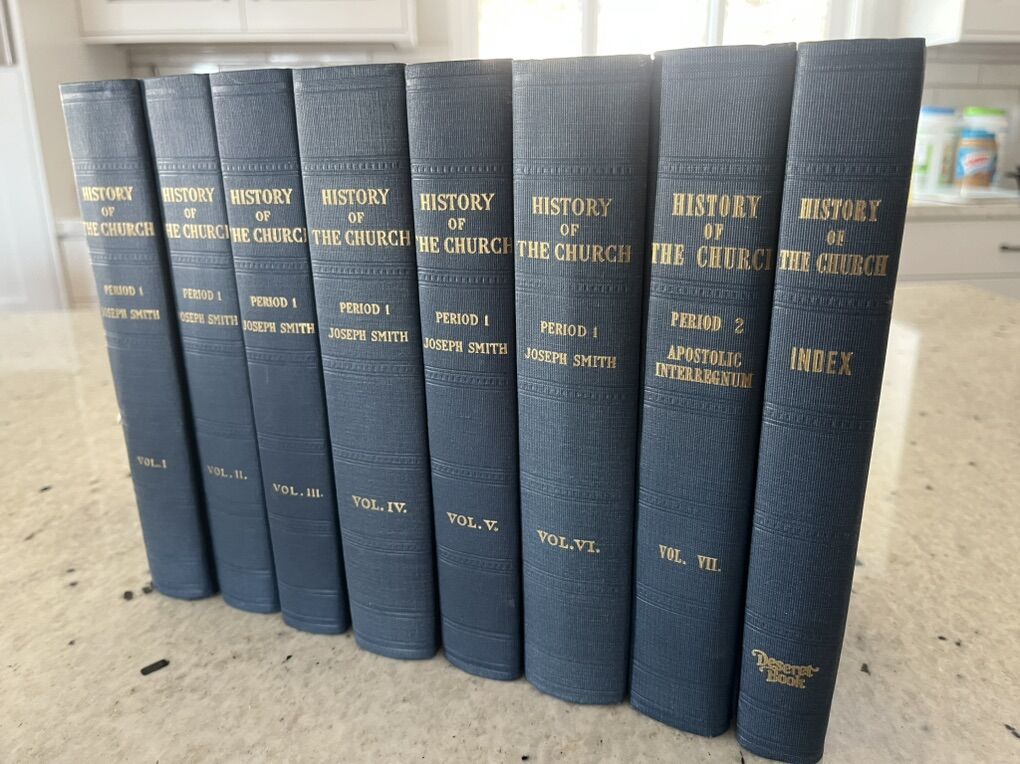 HISTORY
OF
THE CHURCH
PERIOD 1
JOSEPH SMITH
VOL. I
HISTORY
OF
THE CHURCH
PERIOD 1
JOSEPH SMITH
VOL. II.
HISTORY
OF
THE CHURCH
PERIOD 1
JOSEPH SMITH
VOL. III.
HISTORY
OF
THE CHURCH
PERIOD 1
JOSEPH SMITH
VOL. IV.
HISTORY
OF
THE CHURCH
PERIOD 1
JOSEPH SMITH
VOL. V.
HISTORY
OF
THE CHURCH
PERIOD 1
JOSEPH SMITH
VOL. VI.
HISTORY
OF
THE CHURCH
PERIOD 2
APOSTOLIC
INTERREGNUM
VOL. VII.
HISTORY
OF
THE CHURCH
INDEX
Deseret
Book